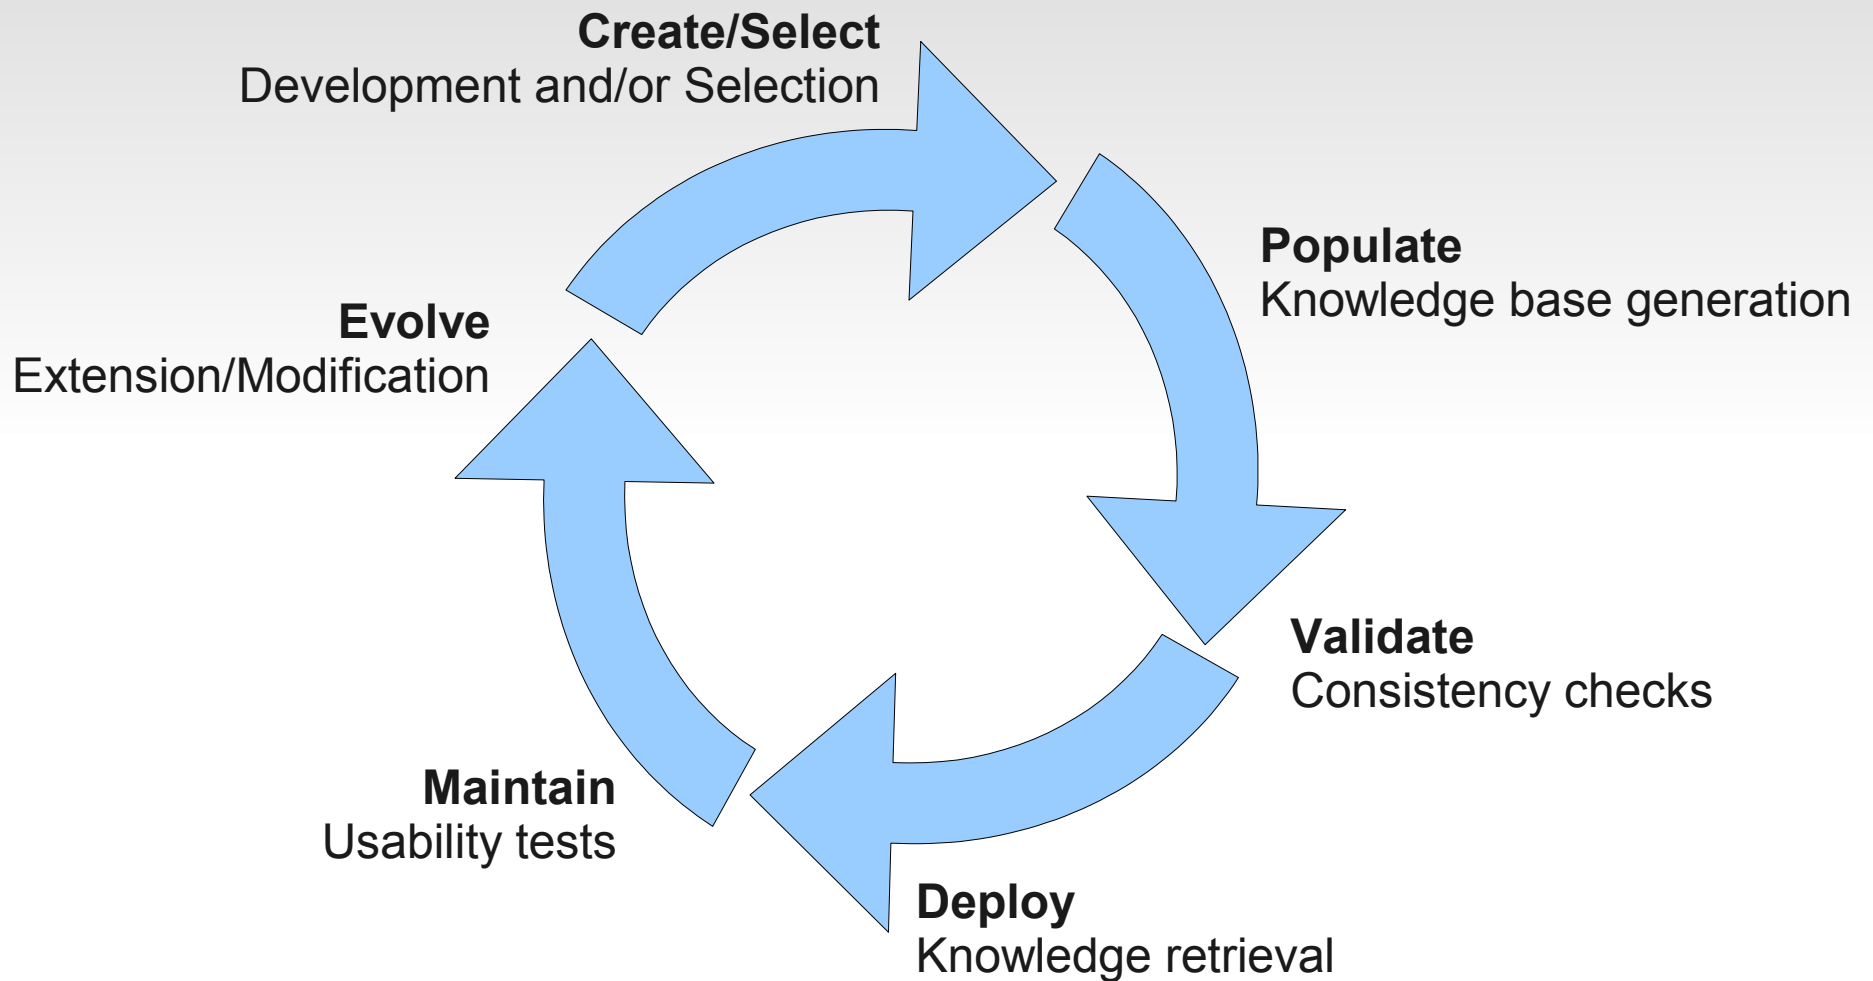 Create/Select
Development and/or Selection
Populate
Knowledge base generation
Validate
Consistency checks
Deploy
Knowledge retrieval
Maintain
Usability tests
Evolve
Extension/Modification